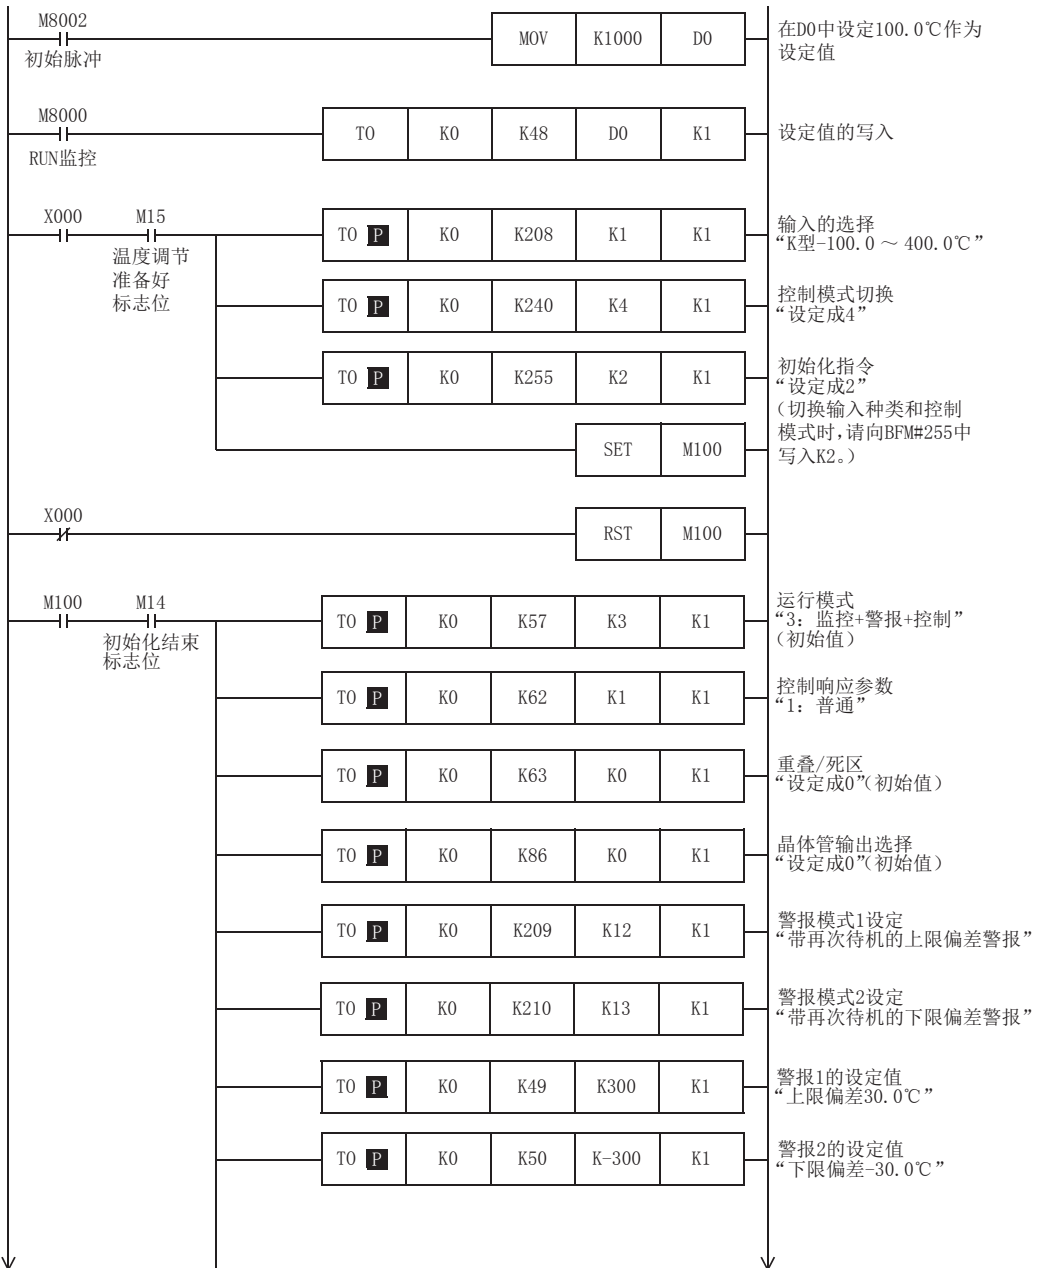 M8002
初始脉冲
MOV K1000 D0
在D0中设定100.0℃作为
设定值
M8000
RUN监控
TO K0 K48 D0 K1
设定值的写入
X000 M15
温度调节
准备好
标志位
TO P K0 K208 K1 K1
输入的选择
“K型-100.0 ～ 400.0℃”
TO P K0 K240 K4 K1
控制模式切换
“设定成4”
TO P K0 K255 K2 K1
初始化指令
“设定成2”
（切换输入种类和控制
模式时,请向BFM#255中
写入K2。）
SET M100
X000
RST M100
M100 M14
初始化结束
标志位
TO P K0 K57 K3 K1
运行模式
“3：监控+警报+控制”
（初始值）
TO P K0 K62 K1 K1
控制响应参数
“1：普通”
TO P K0 K63 K0 K1
重叠/死区
“设定成0”（初始值）
TO P K0 K86 K0 K1
晶体管输出选择
“设定成0”（初始值）
TO P K0 K209 K12 K1
警报模式1设定
“带再次待机的上限偏差警报”
TO P K0 K210 K13 K1
警报模式2设定
“带再次待机的下限偏差警报”
TO P K0 K49 K300 K1
警报1的设定值
“上限偏差30.0℃”
TO P K0 K50 K-300 K1
警报2的设定值
“下限偏差-30.0℃”